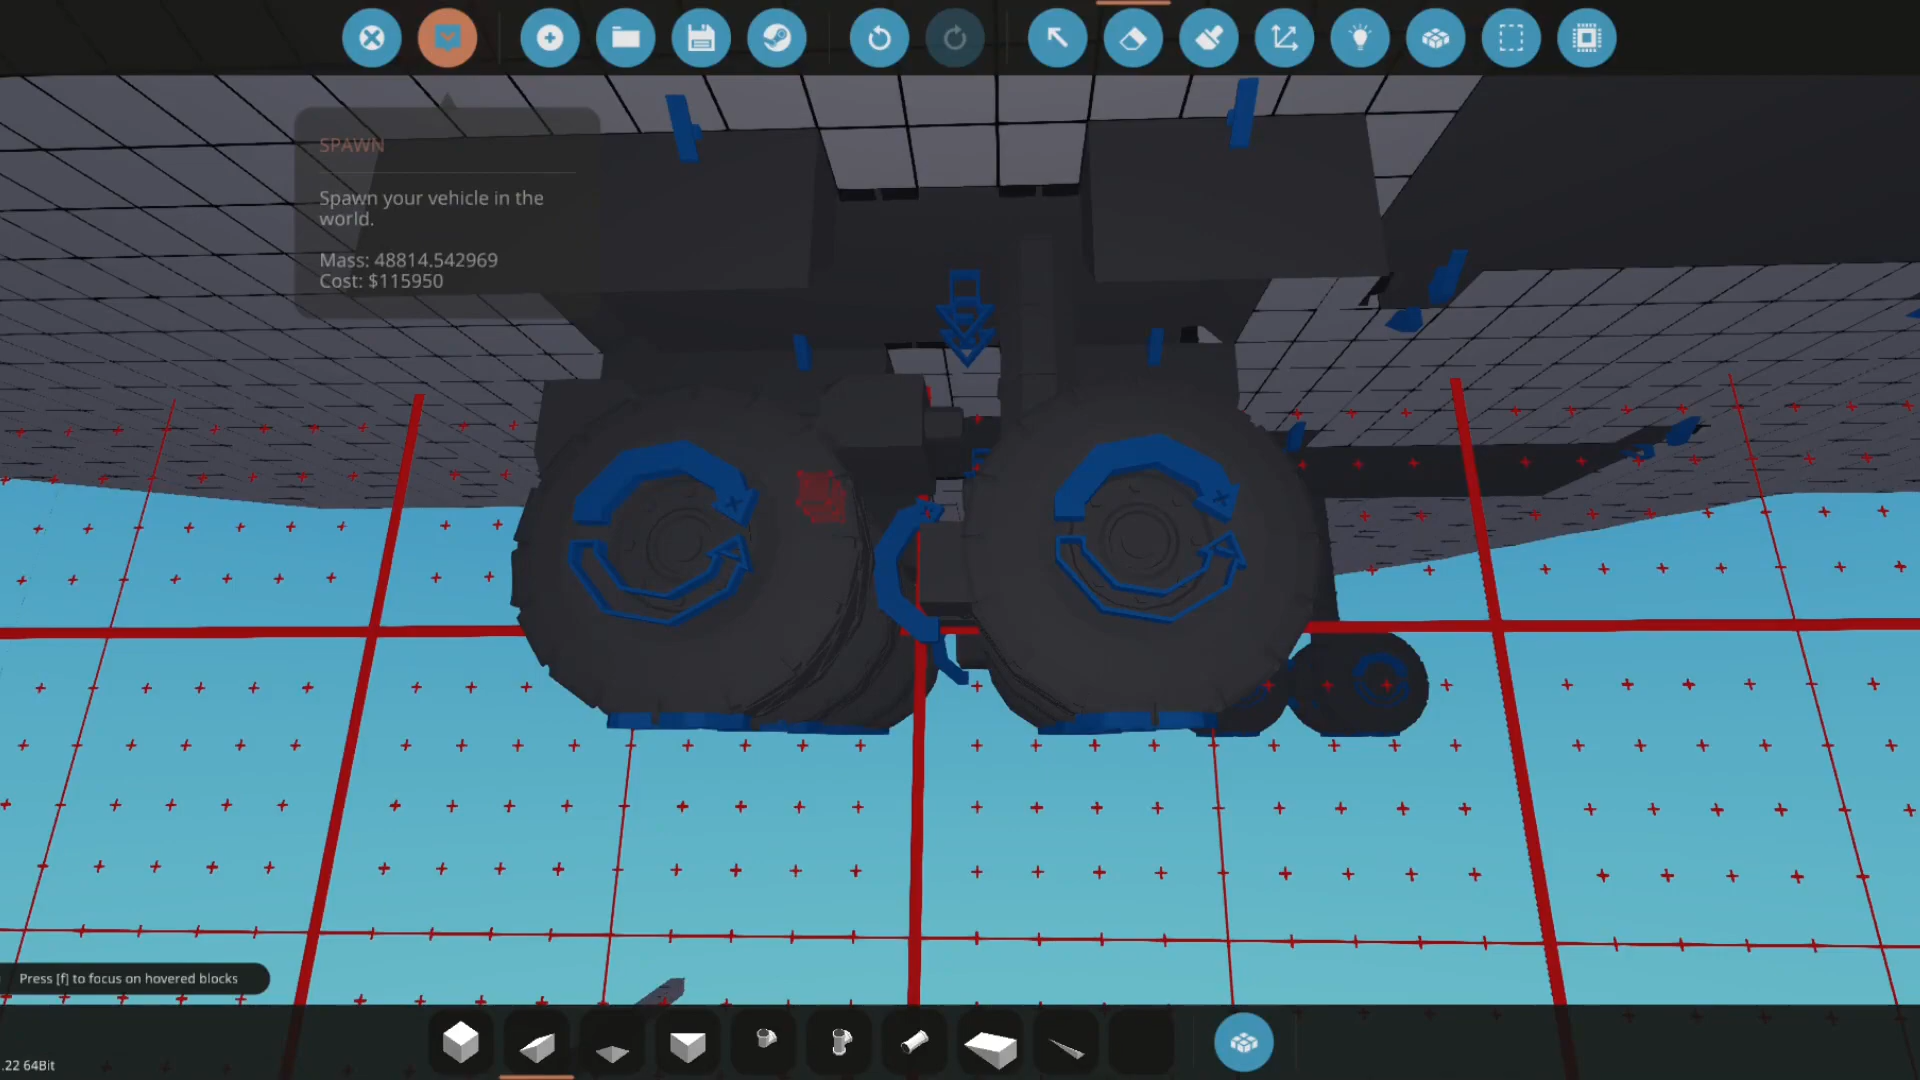 SPAWN
Spawn your vehicle in the
world.
Mass: 48814.542969
Cost: $115950
Press [f] to focus on hovered blocks
.22 64Bit